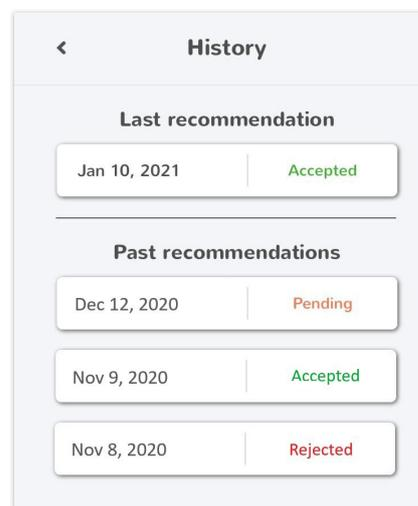 History
Last recommendation
Jan 10, 2021 Accepted
Past recommendations
Dec 12, 2020 Pending
Nov 9, 2020 Accepted
Nov 8, 2020 Rejected